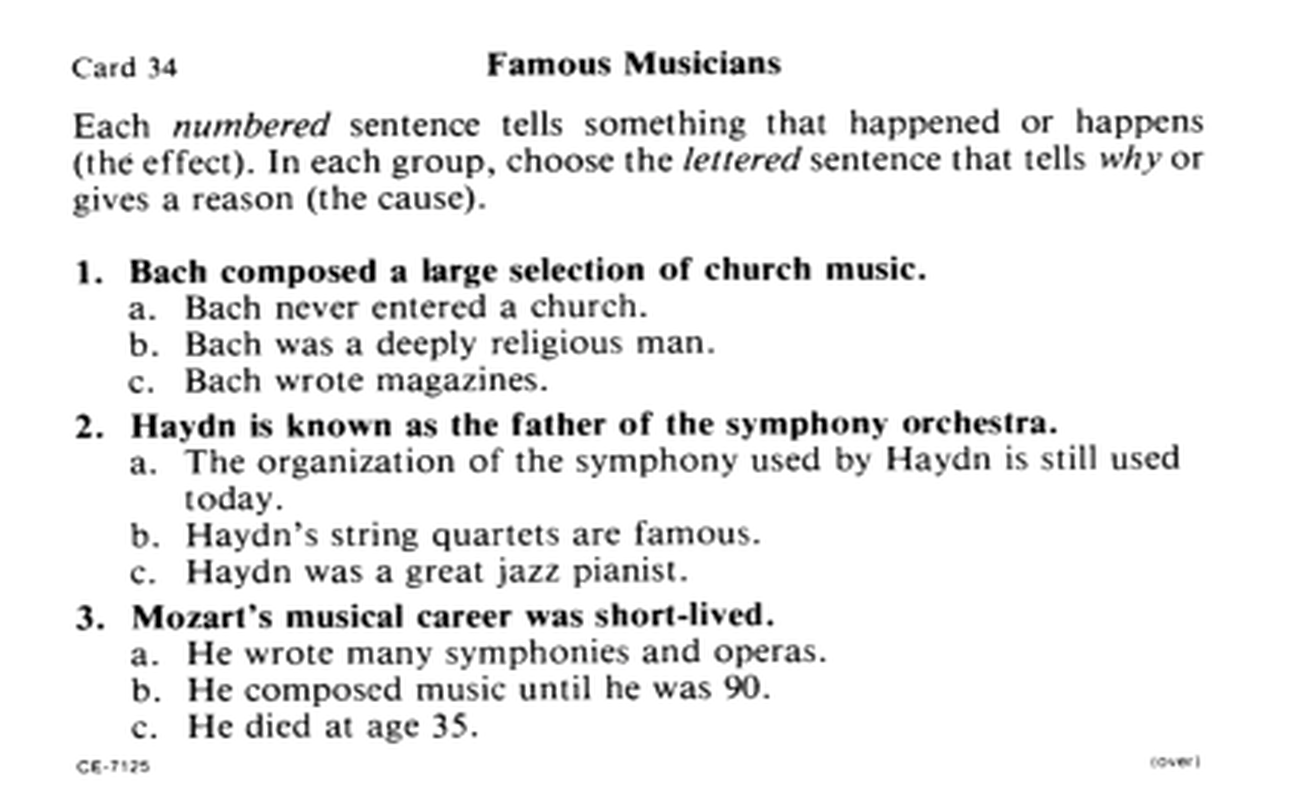 Card 34
Famous Musicians
Each numbered sentence tells something that happened or happens
(the effect). In each group, choose the lettered sentence that tells why or
gives a reason (the cause).
1. Bach composed a large selection of church music.
a. Bach never entered a church.
b. Bach was a deeply religious man.
c. Bach wrote magazines.
2. Haydn is known as the father of the symphony orchestra.
a. The organization of the symphony used by Haydn is still used
today.
b. Haydn's string quartets are famous.
c. Haydn was a great jazz pianist.
3. Mozart's musical career was short-lived.
a. He wrote many symphonies and operas.
b. He composed music until he was 90.
c. He died at age 35.
CE-7125
(over)